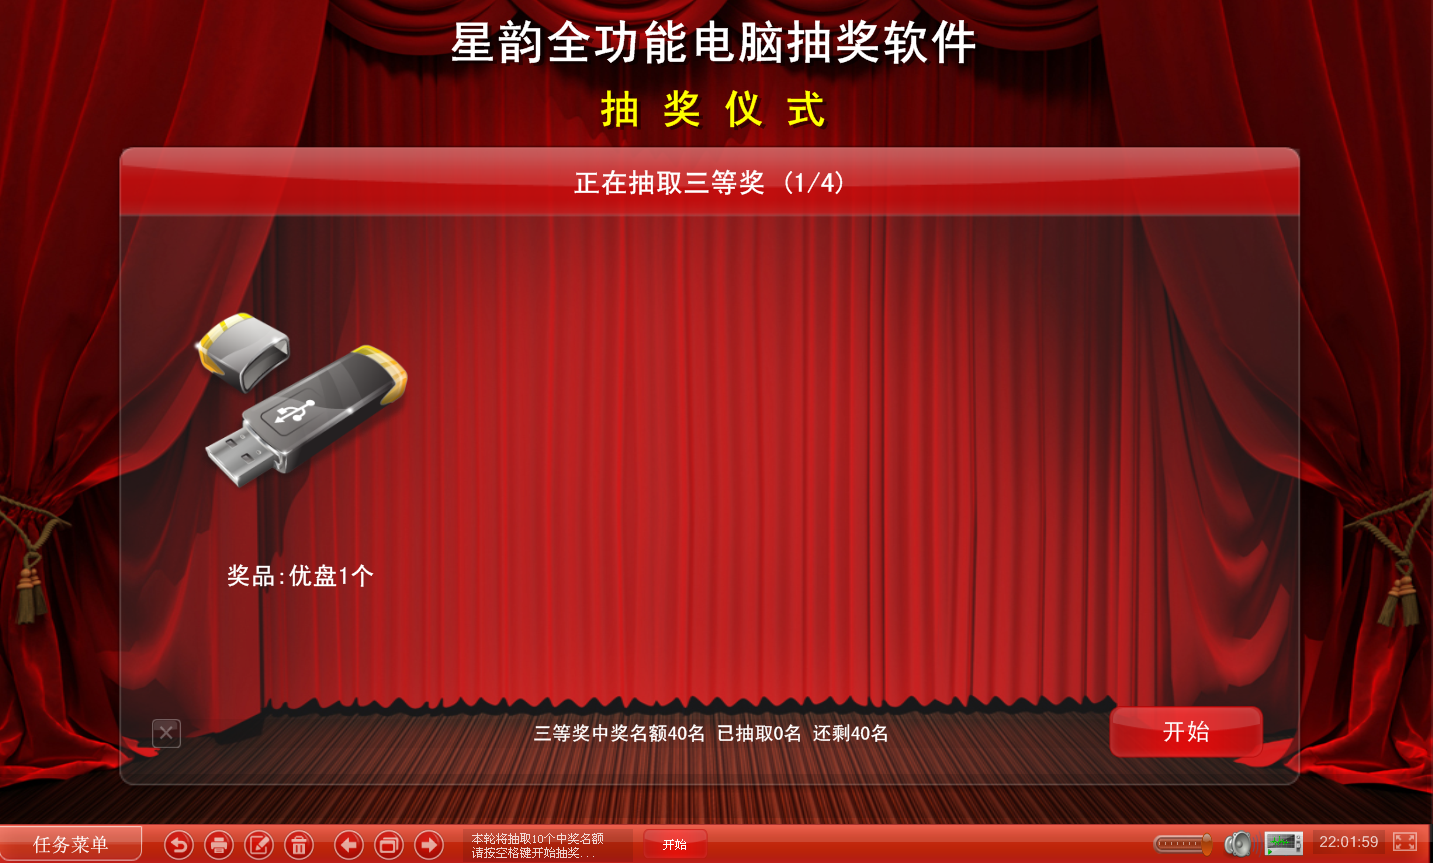 星韵全功能电脑抽奖软件
抽 奖 仪 式
正在抽取三等奖 (1/4)
奖品:优盘1个
三等奖中奖名额40名 已抽取0名 还剩40名
开始
任务菜单
本轮将抽取10个中奖名额
请按空格键开始抽奖...
开始
22:01:59